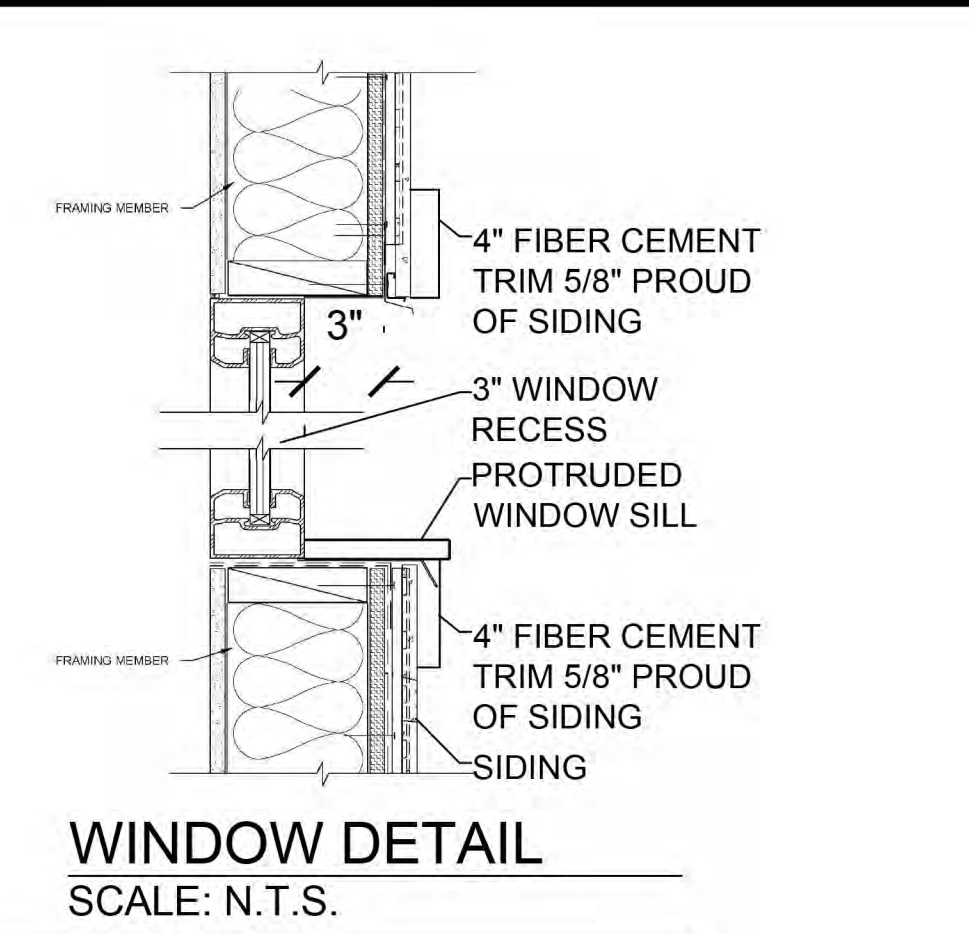 FRAMING MEMBER
4" FIBER CEMENT
TRIM 5/8" PROUD
OF SIDING
3"
3" WINDOW
RECESS
PROTRUDED
WINDOW SILL
FRAMING MEMBER
4" FIBER CEMENT
TRIM 5/8" PROUD
OF SIDING
SIDING
WINDOW DETAIL
SCALE: N.T.S.